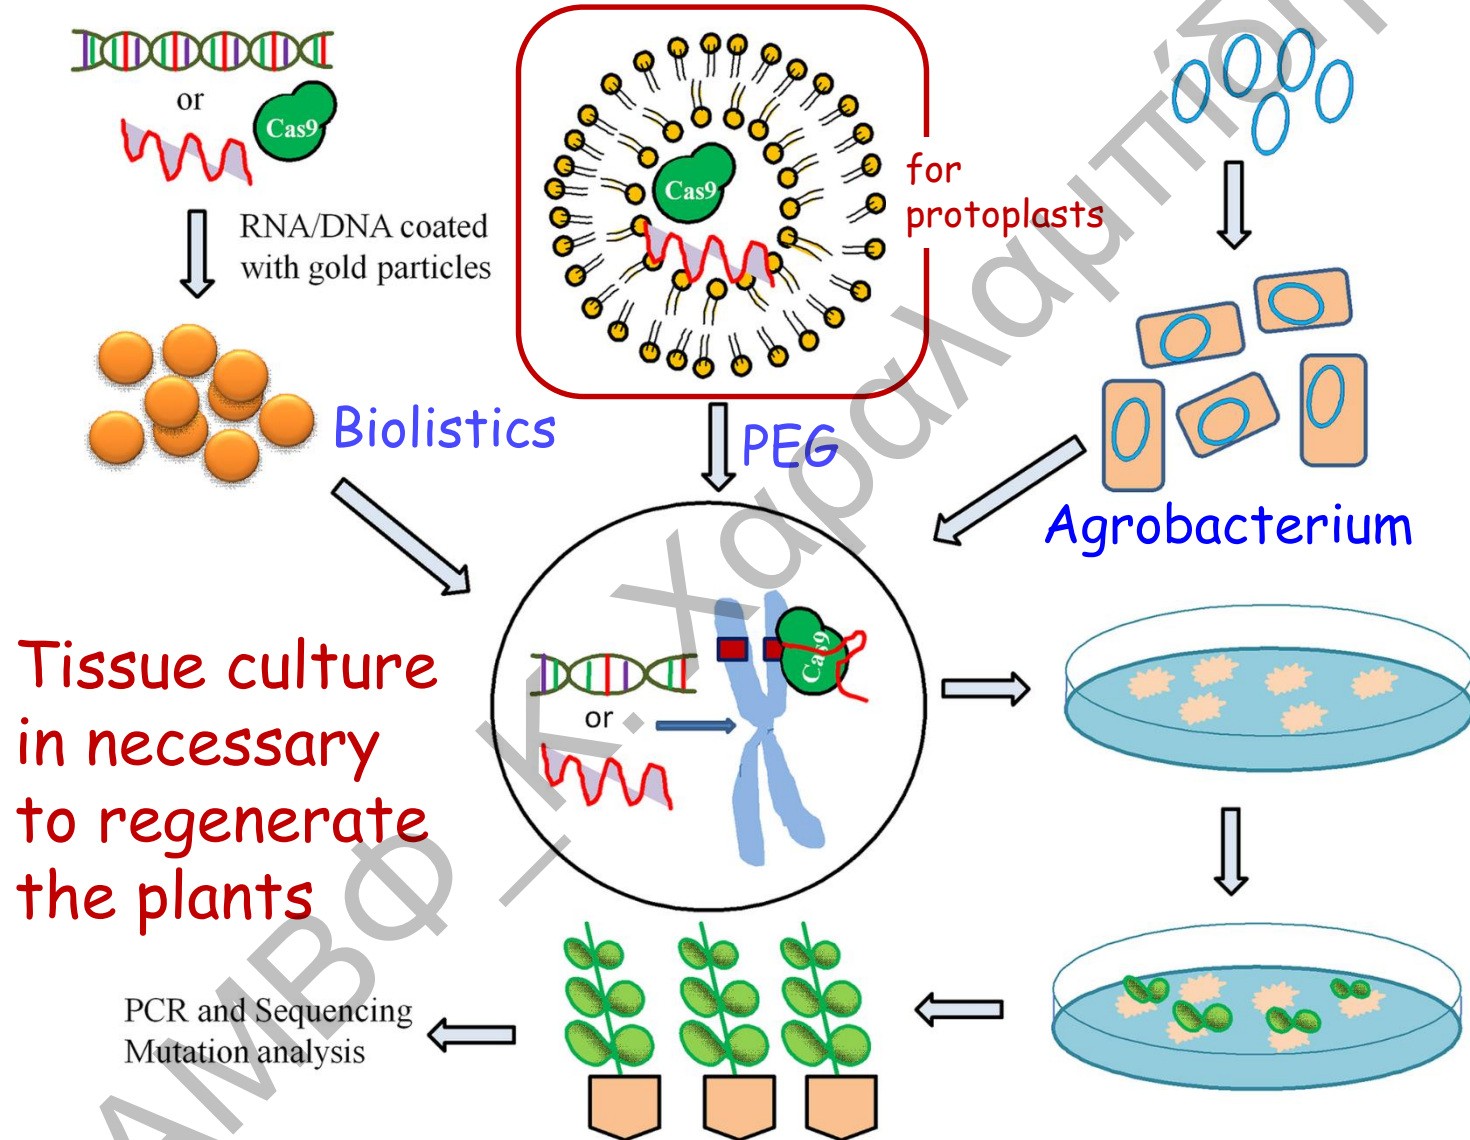 or
Cas9
RNA/DNA coated
with gold particles
Biolistics
Cas9
for
protoplasts
PEG
Agrobacterium
Tissue culture
in necessary
to regenerate
the plants
or
Cas9
PCR and Sequencing
Mutation analysis
ΑΜΒΦ_Κ. Χαραλαμπίδη